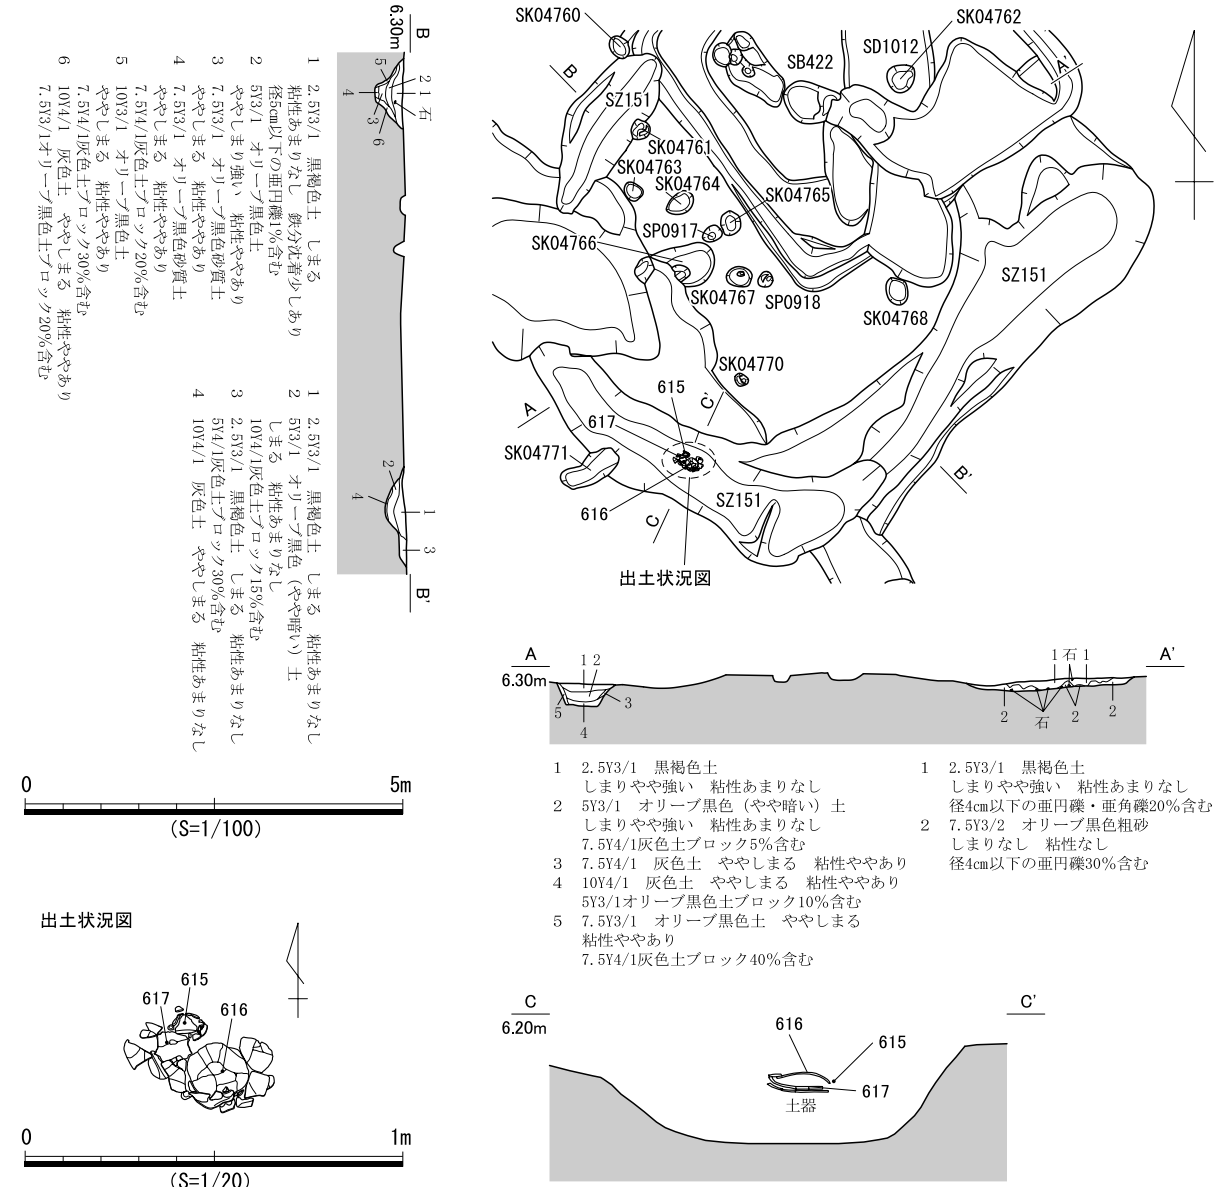 SK04760
SK04762
SD1012
SB422
A'
B
SZ151
SK04761
SK04763
SK04764
SK04765
SP0917
SK04766
SZ151
SK04767
SP0918
SK04768
SK04770
615
C'
A
617
SK04771
B'
SZ151
616
C
出土状況図
B
6.30m
5
2
1
石
4
3
6
2
4
1
3
B'
1 2.5Y3/1 黒褐色土 しまる
粘性あまりなし 鉄分沈着少しあり
径5cm以下の亜円礫1%含む
2 5Y3/1 オリーブ黒色土
ややしまり強い 粘性ややあり
3 7.5Y3/1 オリーブ黒色砂質土
ややしまる 粘性ややあり
4 7.5Y3/1 オリーブ黒色砂質土
ややしまる 粘性ややあり
7.5Y4/1灰色土ブロック20%含む
5 10Y3/1 オリーブ黒色土
ややしまる 粘性ややあり
7.5Y4/1灰色土ブロック30%含む
6 10Y4/1 灰色土 ややしまる 粘性ややあり
7.5Y3/1オリーブ黒色土ブロック20%含む
1 2.5Y3/1 黒褐色土 しまる 粘性あまりなし
2 5Y3/1 オリーブ黒色(やや暗い)土
しまる 粘性あまりなし
10Y4/1灰色土ブロック15%含む
3 2.5Y3/1 黒褐色土 しまる 粘性あまりなし
5Y4/1灰色土ブロック30%含む
4 10Y4/1 灰色土 ややしまる 粘性あまりなし
A
6.30m
A'
1 2
3
5
4
1 石 1
2
石
2
2
1 2.5Y3/1 黒褐色土
しまりやや強い 粘性あまりなし
2 5Y3/1 オリーブ黒色(やや暗い)土
しまりやや強い 粘性あまりなし
7.5Y4/1灰色土ブロック5%含む
3 7.5Y4/1 灰色土 ややしまる 粘性ややあり
4 10Y4/1 灰色土 ややしまる 粘性ややあり
5Y3/1オリーブ黒色土ブロック10%含む
5 7.5Y3/1 オリーブ黒色土 ややしまる
粘性ややあり
7.5Y4/1灰色土ブロック40%含む
1 2.5Y3/1 黒褐色土
しまりやや強い 粘性あまりなし
径4cm以下の亜円礫・亜角礫20%含む
2 7.5Y3/2 オリーブ黒色粗砂
しまりなし 粘性なし
径4cm以下の亜円礫30%含む
0 5m
(S=1/100)
出土状況図
615
617
616
0 1m
(S=1/20)
C
6.20m
C'
616
615
617
土器